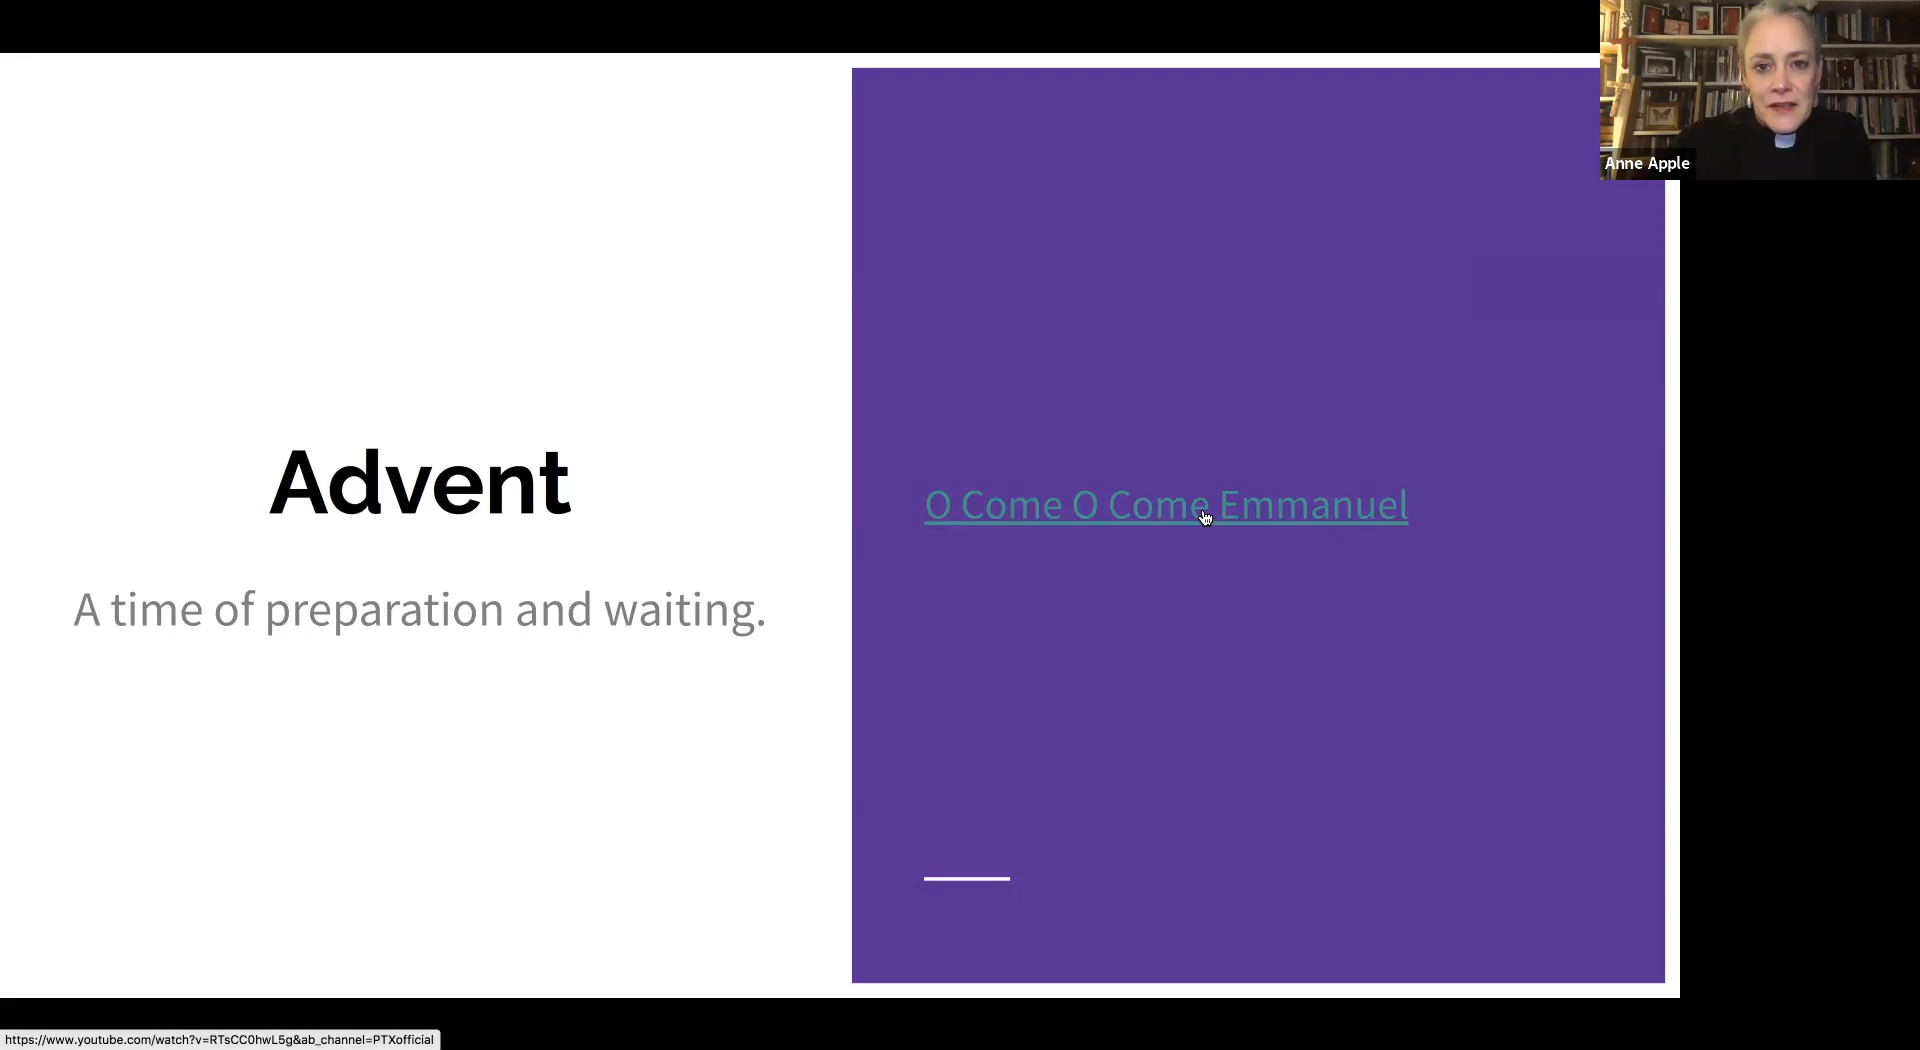 Anne Apple
Advent
A time of preparation and waiting.
O Come O Come Emmanuel
https://www.youtube.com/watch?v=RTsCC0hwL5g&ab_channel=PTXofficial